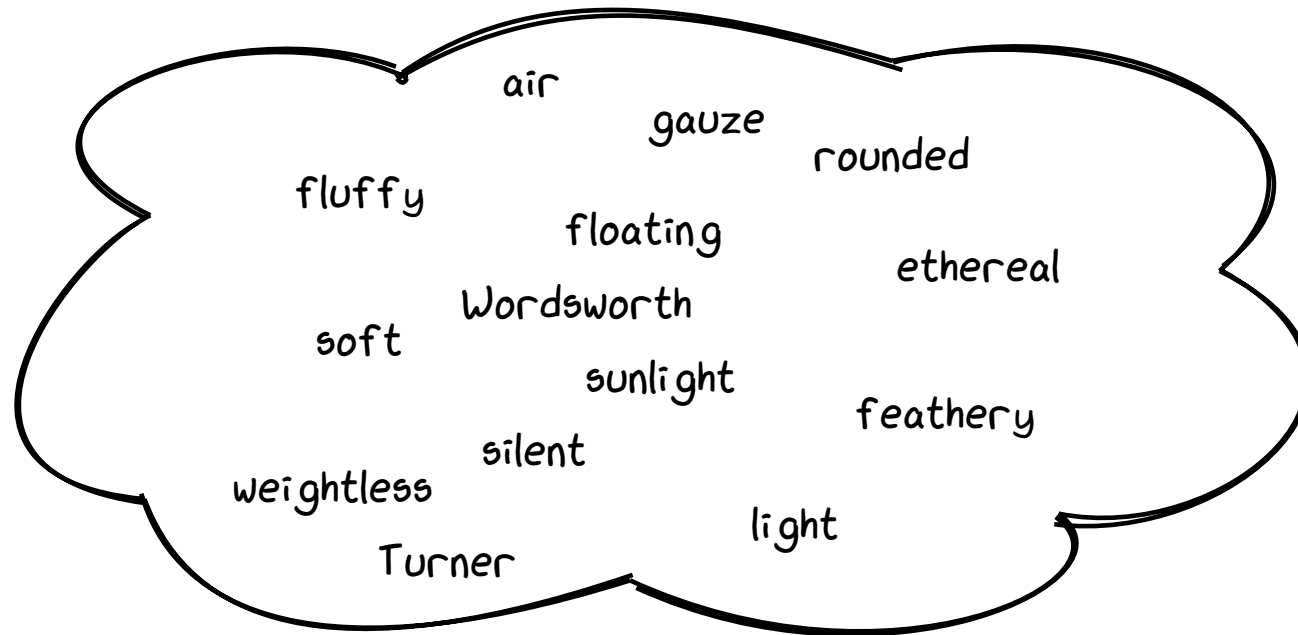 air
gauze
rounded
fluffy
floating
ethereal
Wordsworth
soft
sunlight
feathery
silent
weightless
light
Turner